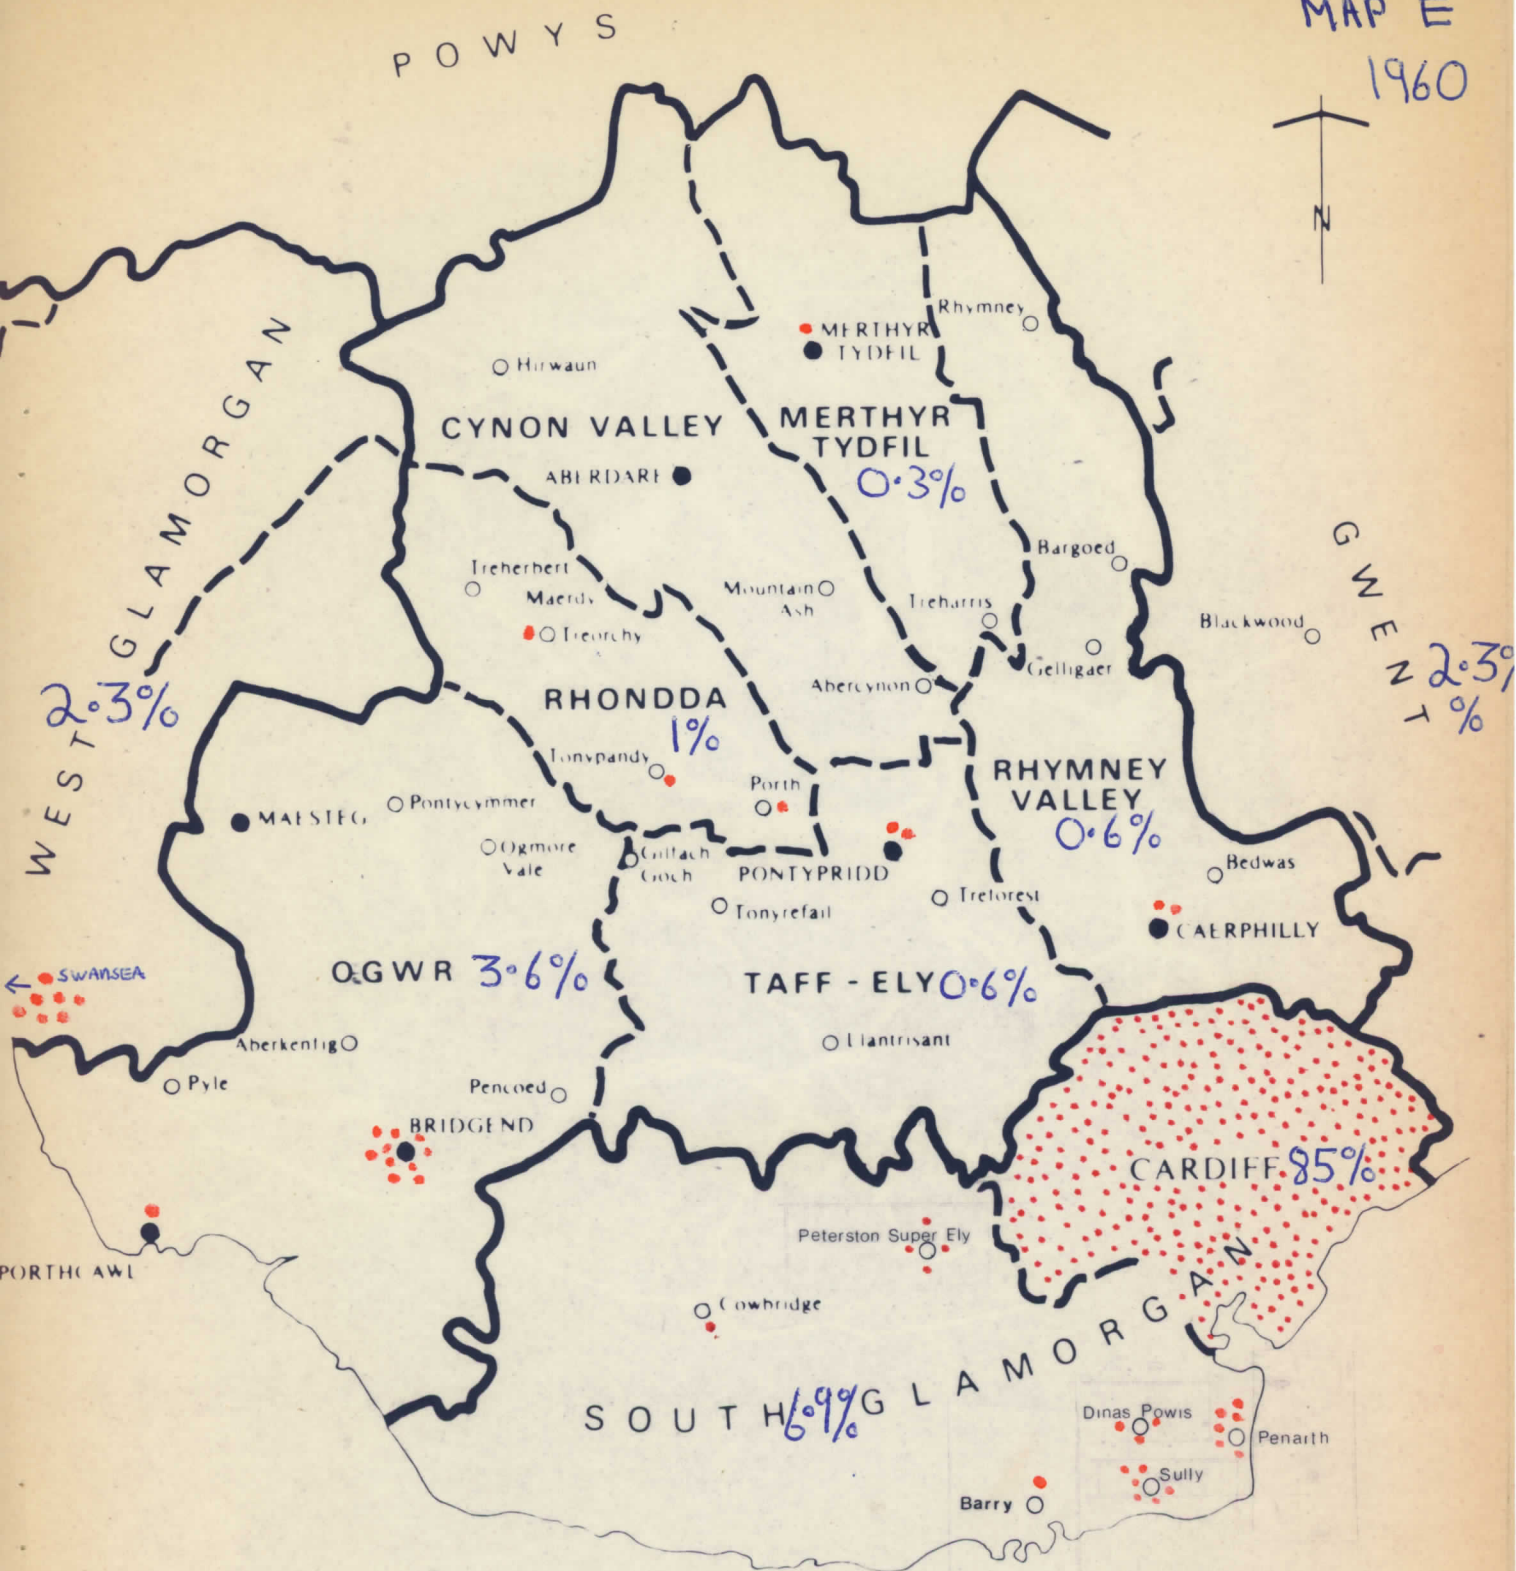 MAP E
1960
POWYS
N
Rhymney
MERTHYR
TYDFIL
Hirwaun
CYNON VALLEY
MERTHYR
TYDFIL
0.3%
ABERDARE
WEST GLAMORGAN
2.3%
GWENT
2.3%
%
Bargoed
Treherbert
Maerdy
Treorchy
Mountain
Ash
Treharris
Blackwood
Gelligaer
Abercynon
RHONDDA
1%
Tonypandy
Porth
RHYMNEY
VALLEY
0.6%
MAESTEG
Pontycymmer
Ogmore
Vale
Gilfach
Goch
PONTYPRIDD
Treforest
Bedwas
Tonyrefail
CAERPHILLY
← SWANSEA
OGWR 3.6%
TAFF - ELY 0.6%
Aberkenfig
Llantrisant
Pyle
Pencoed
BRIDGEND
CARDIFF 85%
Peterston Super Ely
PORTHCAWL
Cowbridge
SOUTH GLAMORGAN
6.9%
Dinas Powis
Penarth
Sully
Barry